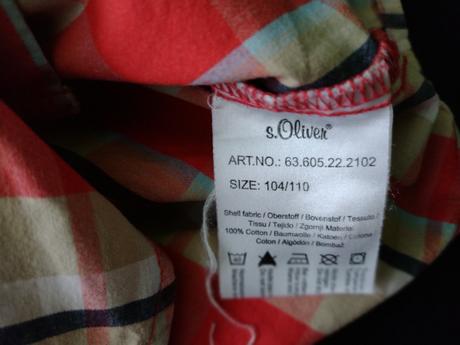 s.Oliver®
ART.NO.: 63.605.22.2102
SIZE: 104/110
Shell fabric / Oberstoff / Bovenstof / Tessuto /
Tissu / Tejido / Zgornji Material
100% Cotton / Baumwolle / Katoen / Cotone
Coton / Algodón / Bombaž